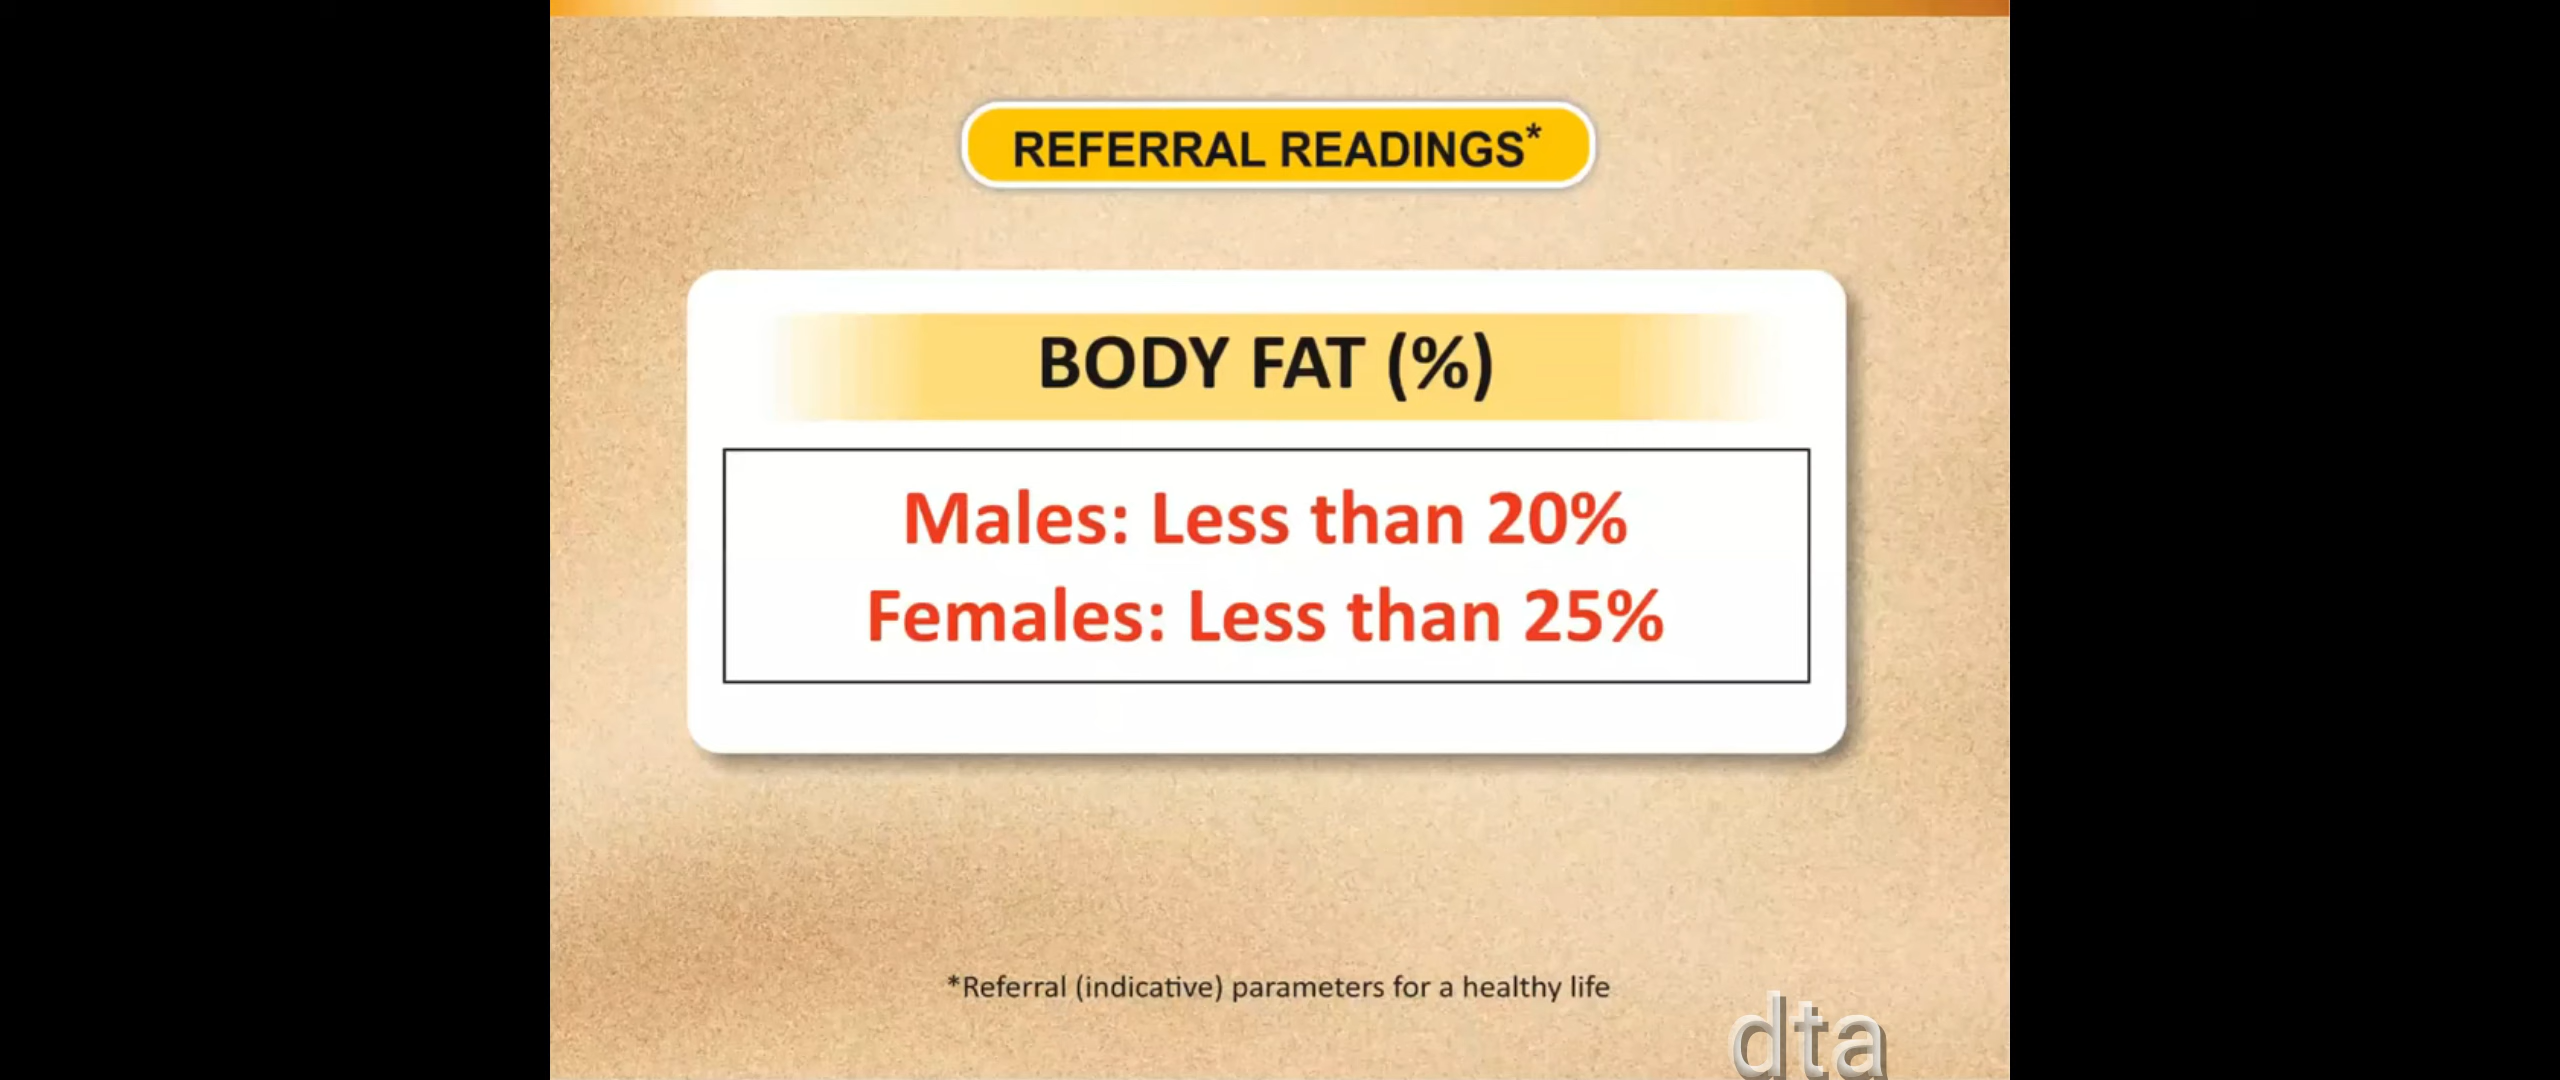 REFERRAL READINGS*
BODY FAT (%)
Males: Less than 20%
Females: Less than 25%
*Referral (indicative) parameters for a healthy life
dta